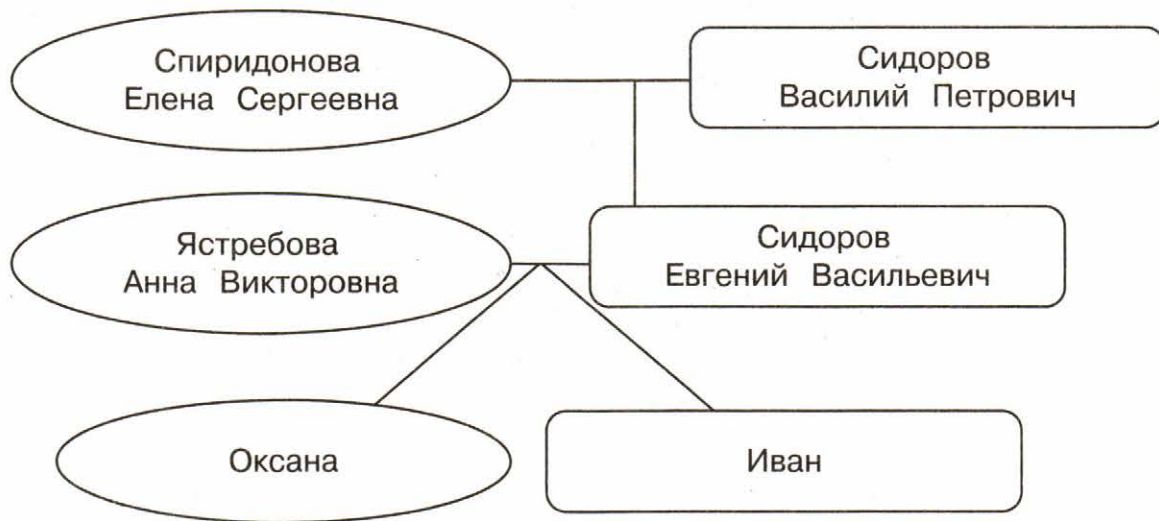 Спиридонова
Елена Сергеевна
Сидоров
Василий Петрович
Ястребова
Анна Викторовна
Сидоров
Евгений Васильевич
Оксана
Иван